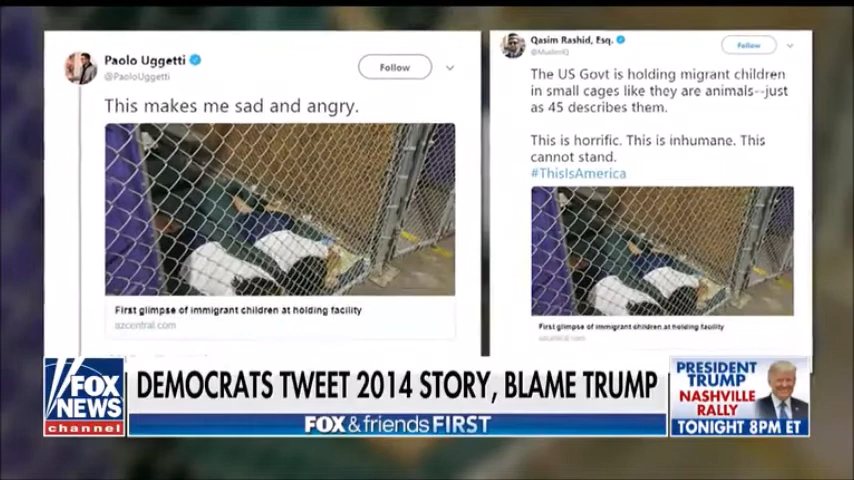 Paolo Uggetti
@PaoloUggetti
Follow
This makes me sad and angry.
First glimpse of immigrant children at holding facility
azcentral.com
Qasim Rashid, Esq.
@MuslimIQ
Follow
The US Govt is holding migrant children
in small cages like they are animals--just
as 45 describes them.
This is horrific. This is inhumane. This
cannot stand.
#ThisIsAmerica
First glimpse of immigrant children at holding facility
azcentral.com
FOX
NEWS
channel
DEMOCRATS TWEET 2014 STORY, BLAME TRUMP
FOX & friends FIRST
PRESIDENT
TRUMP
NASHVILLE
RALLY
TONIGHT 8PM ET